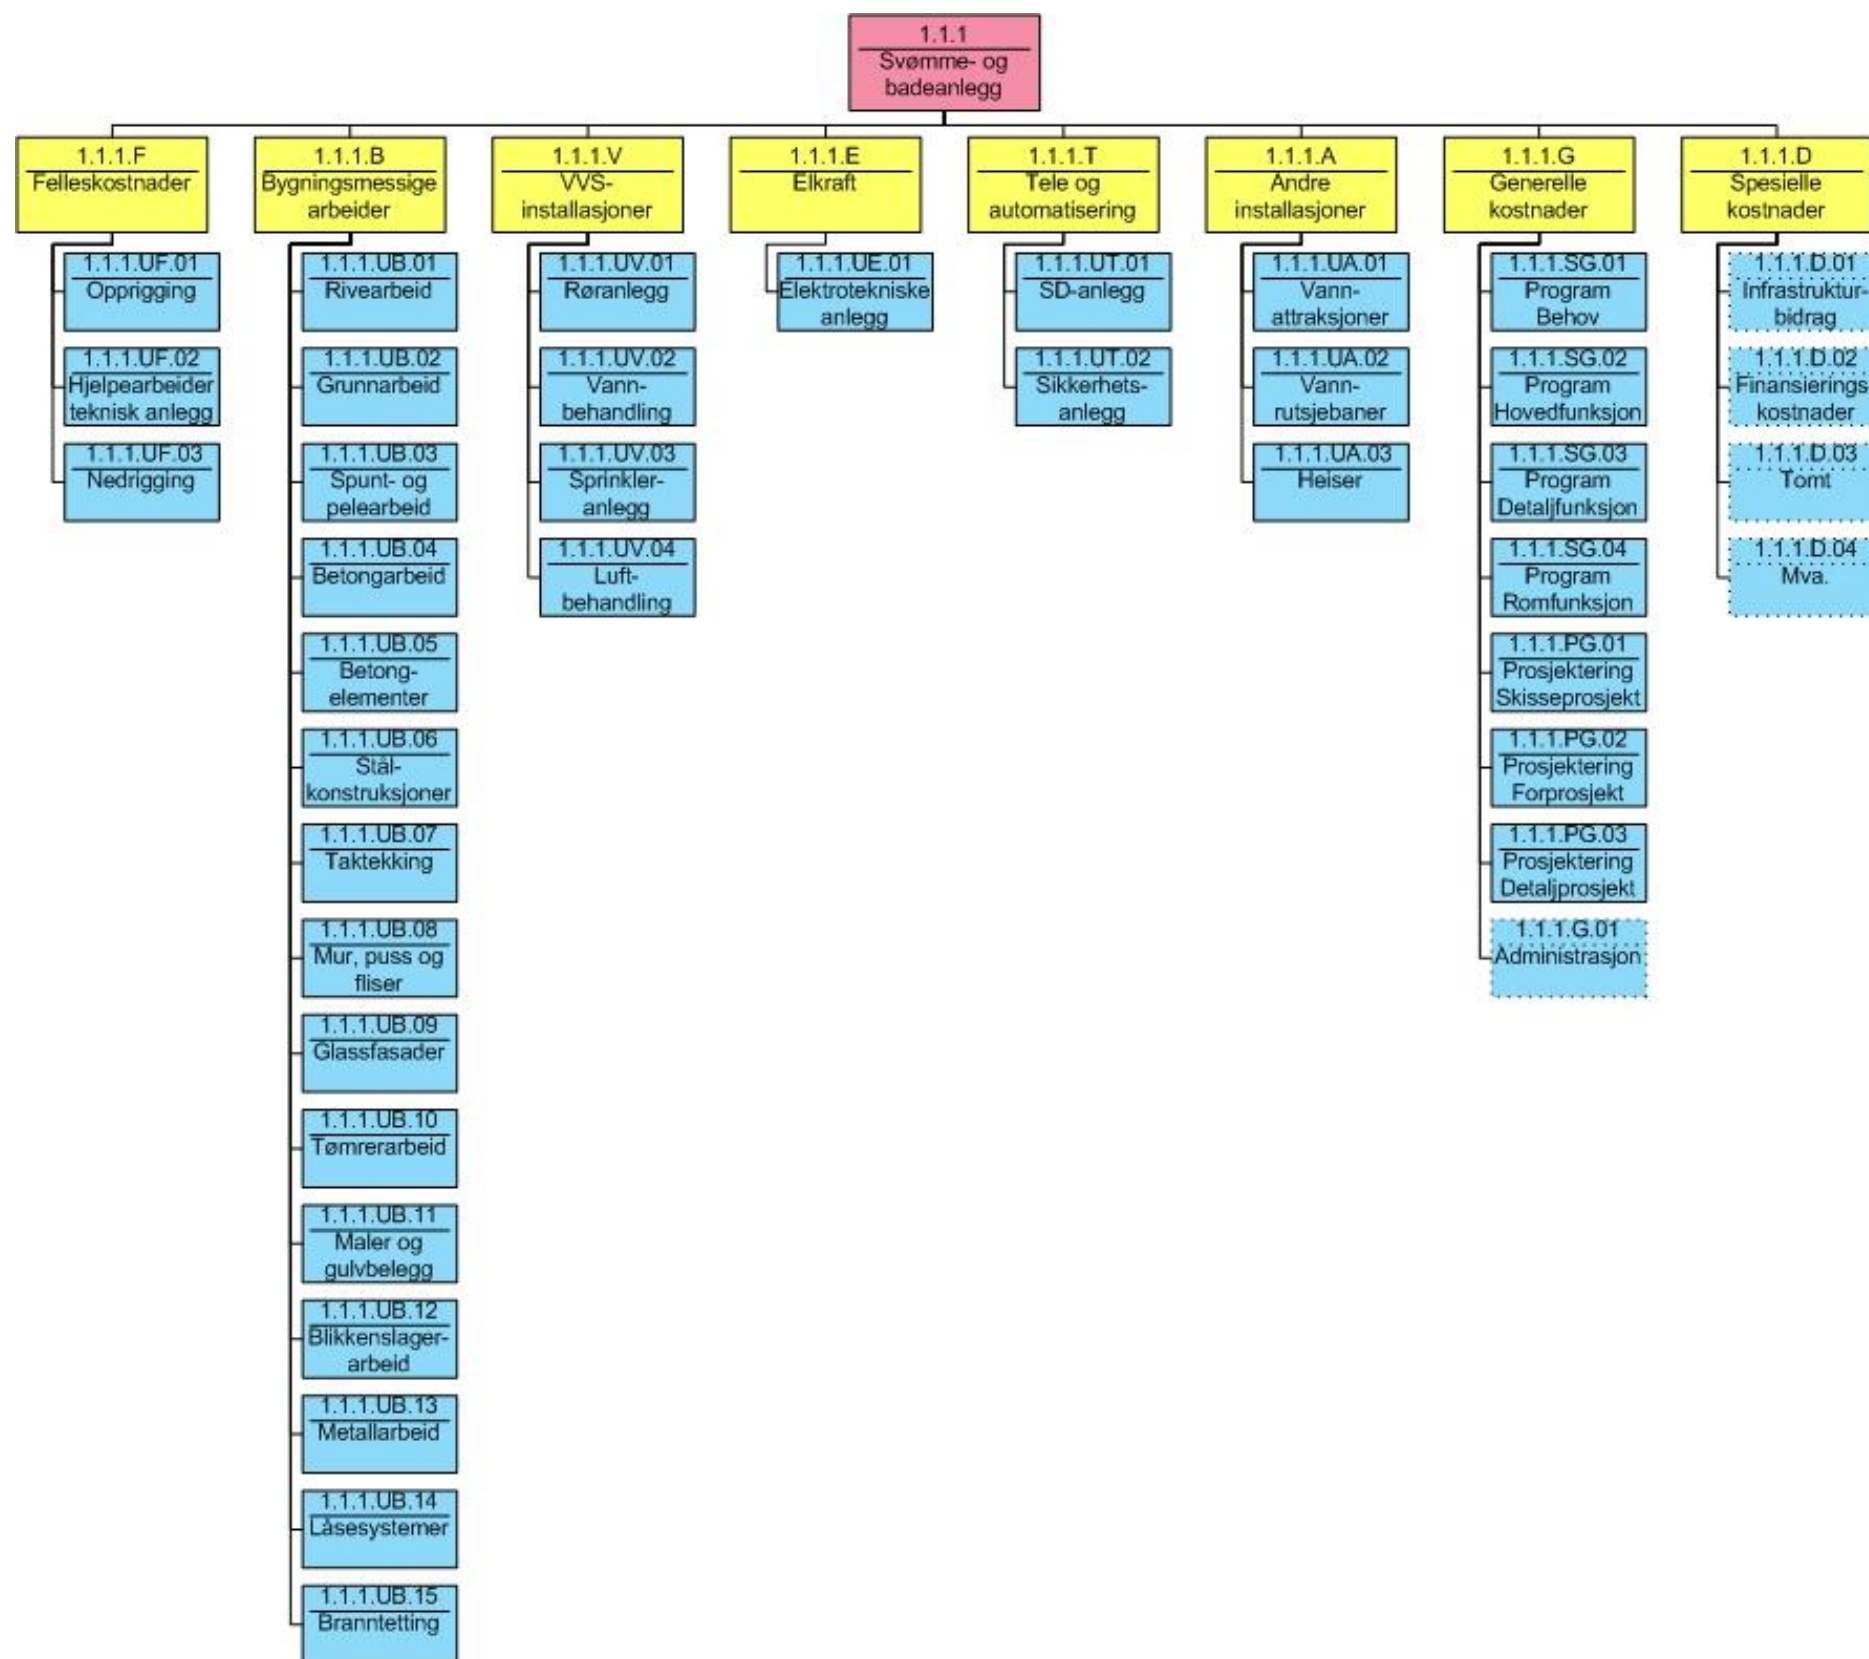 1.1.1
Svømme- og
badeanlegg
1.1.1.F
Felleskostnader
1.1.1.UF.01
Opprigging
1.1.1.UF.02
Hjelpearbeider
teknisk anlegg
1.1.1.UF.03
Nedrigging
1.1.1.B
Bygningsmessige
arbeider
1.1.1.UB.01
Rivearbeid
1.1.1.UB.02
Grunnarbeid
1.1.1.UB.03
Spunt- og
pelearbeid
1.1.1.UB.04
Betongarbeid
1.1.1.UB.05
Betong-
elementer
1.1.1.UB.06
Stål-
konstruksjoner
1.1.1.UB.07
Taktekking
1.1.1.UB.08
Mur, puss og
fliser
1.1.1.UB.09
Glassfasader
1.1.1.UB.10
Tømrerarbeid
1.1.1.UB.11
Maler og
gulvbelegg
1.1.1.UB.12
Blikkenslager-
arbeid
1.1.1.UB.13
Metallarbeid
1.1.1.UB.14
Låsesystemer
1.1.1.UB.15
Branntetting
1.1.1.V
VVS-
installasjoner
1.1.1.UV.01
Røranlegg
1.1.1.UV.02
Vann-
behandling
1.1.1.UV.03
Sprinkler-
anlegg
1.1.1.UV.04
Luft-
behandling
1.1.1.E
Elkraft
1.1.1.UE.01
Elektrotekniske
anlegg
1.1.1.T
Tele og
automatisering
1.1.1.UT.01
SD-anlegg
1.1.1.UT.02
Sikkerhets-
anlegg
1.1.1.A
Andre
installasjoner
1.1.1.UA.01
Vann-
attraksjoner
1.1.1.UA.02
Vann-
rutsjebaner
1.1.1.UA.03
Heiser
1.1.1.G
Generelle
kostnader
1.1.1.SG.01
Program
Behov
1.1.1.SG.02
Program
Hovedfunksjon
1.1.1.SG.03
Program
Detaljfunksjon
1.1.1.SG.04
Program
Romfunksjon
1.1.1.PG.01
Prosjektering
Skisseprosjekt
1.1.1.PG.02
Prosjektering
Forprosjekt
1.1.1.PG.03
Prosjektering
Detaljprosjekt
1.1.1.G.01
Administrasjon
1.1.1.D
Spesielle
kostnader
1.1.1.D.01
Infrastruktur-
bidrag
1.1.1.D.02
Finansierings-
kostnader
1.1.1.D.03
Tomt
1.1.1.D.04
Mva.